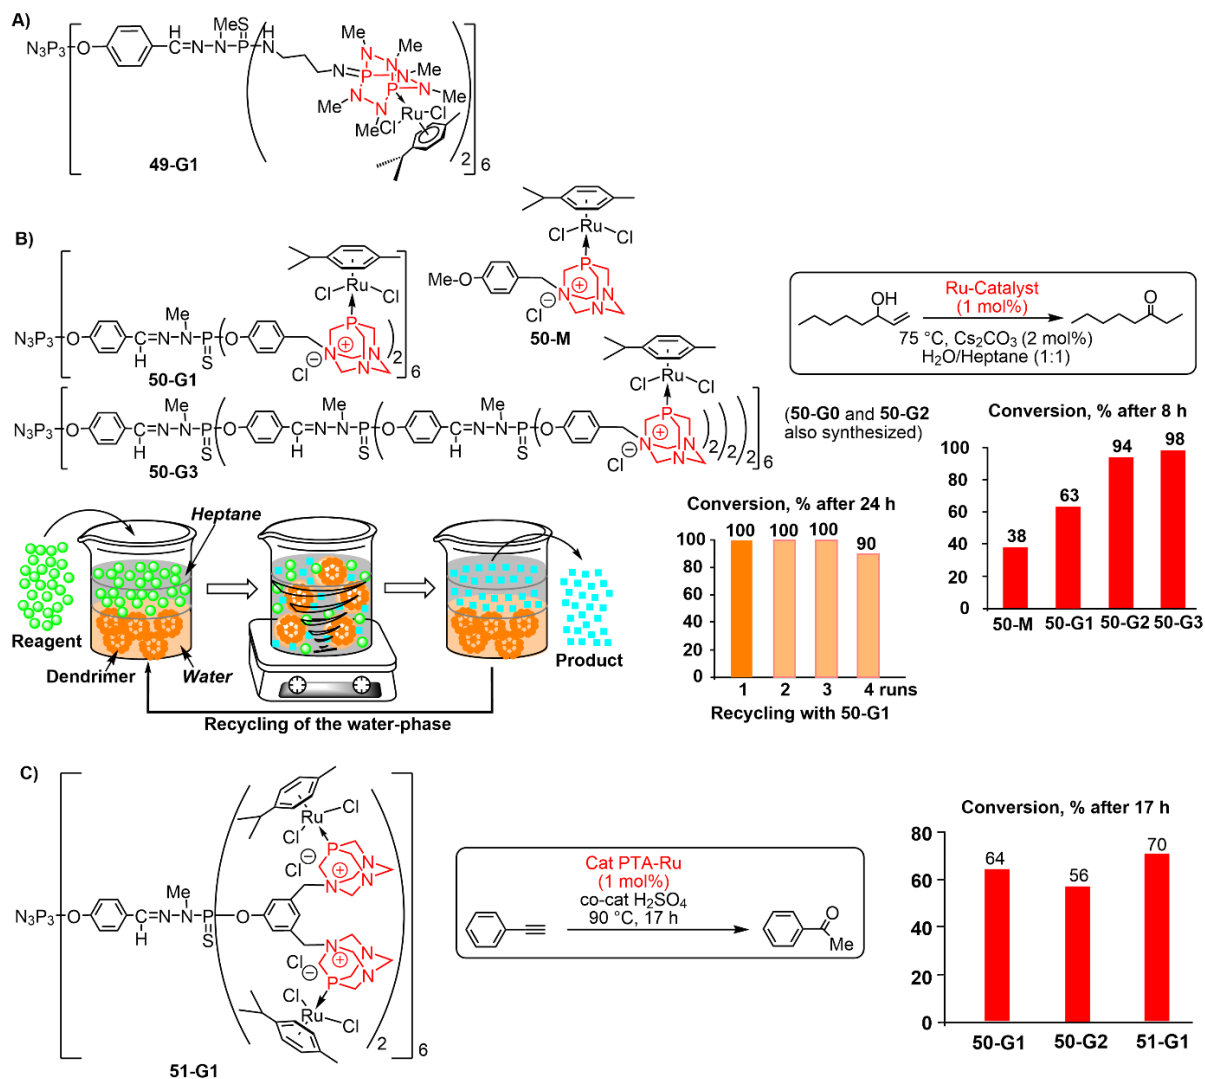 A)
N₃P₃ O C=N–N–P–N H MeS Me H
N=P N N N N N N P Me Me Me Me Me Me
Ru Cl Cl
2 6
49-G1
B)
N₃P₃ O C=N–N–P O H Me S
N⊕ N N P Cl⊖
Ru Cl Cl
2 6
50-G1
Ru
Cl Cl
P
Me-O
N⊕ N N
Cl⊖
50-M
OH
Ru-Catalyst
(1 mol%)
O
75 °C, Cs₂CO₃ (2 mol%)
H₂O/Heptane (1:1)
N₃P₃ O C=N–N–P O C=N–N–P O C=N–N–P O
Me Me Me
H S H S H S
Ru Cl Cl
P N⊕ N N Cl⊖
2 2 2 6
50-G3
(50-G0 and 50-G2
also synthesized)
Conversion, % after 8 h
100
80
60
40
20
0
38
63
94
98
50-M 50-G1 50-G2 50-G3
Heptane
Reagent
Dendrimer
Water
Product
Recycling of the water-phase
Conversion, % after 24 h
100
80
60
40
20
0
100 100 100 90
1 2 3 4 runs
Recycling with 50-G1
C)
N₃P₃ O C=N–N–P O
Me
H S
Ru Cl Cl
P N⊕ N N Cl⊖
Cl⊖ N⊕ N N P
Ru Cl Cl
2 6
51-G1
Cat PTA-Ru
(1 mol%)
co-cat H₂SO₄
90 °C, 17 h
O
Me
Conversion, % after 17 h
80
60
40
20
0
64
56
70
50-G1 50-G2 51-G1